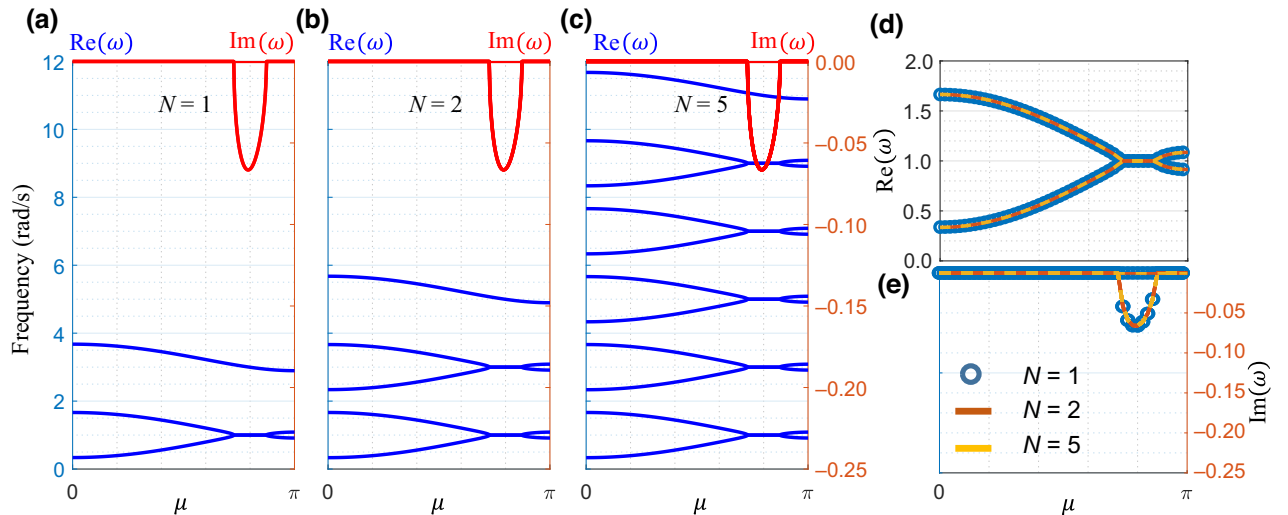 (a)
Re(ω) Im(ω)
N = 1
12
10
8
6
4
2
0
Frequency (rad/s)
0 μ π
(b)
Re(ω) Im(ω)
N = 2
0 μ π
(c)
Re(ω) Im(ω)
N = 5
0.00
−0.05
−0.10
−0.15
−0.20
−0.25
0 μ π
(d)
2.0
1.5
1.0
0.5
0.0
Re(ω)
(e)
−0.05
−0.10
−0.15
−0.20
−0.25
Im(ω)
N = 1
N = 2
N = 5
0 μ π